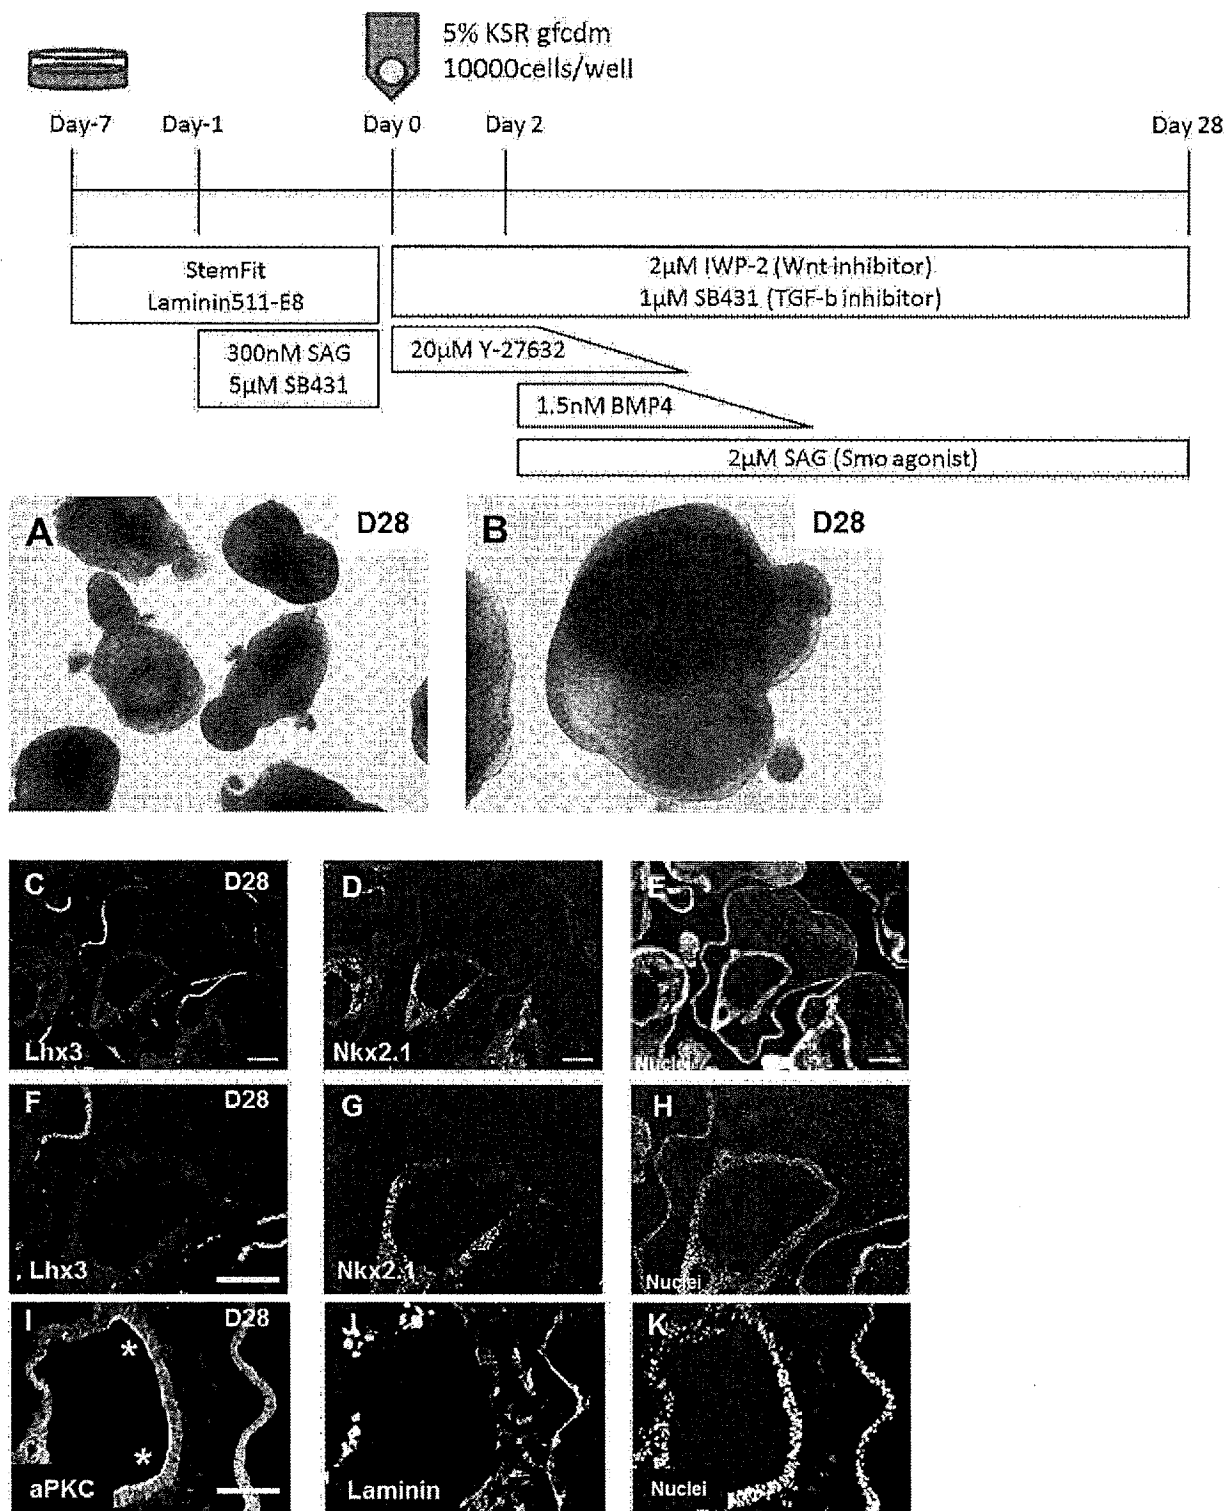 5% KSR gfcdm
10000cells/well
Day-7
Day-1
Day 0
Day 2
Day 28
StemFit
Laminin511-E8
2µM IWP-2 (Wnt inhibitor)
1µM SB431 (TGF-b inhibitor)
300nM SAG
5µM SB431
20µM Y-27632
1.5nM BMP4
2µM SAG (Smo agonist)
A D28
B D28
C D28
Lhx3
D
Nkx2.1
E
Nuclei
F D28
Lhx3
G
Nkx2.1
H
Nuclei
I D28
* 
*
aPKC
J
Laminin
K
Nuclei